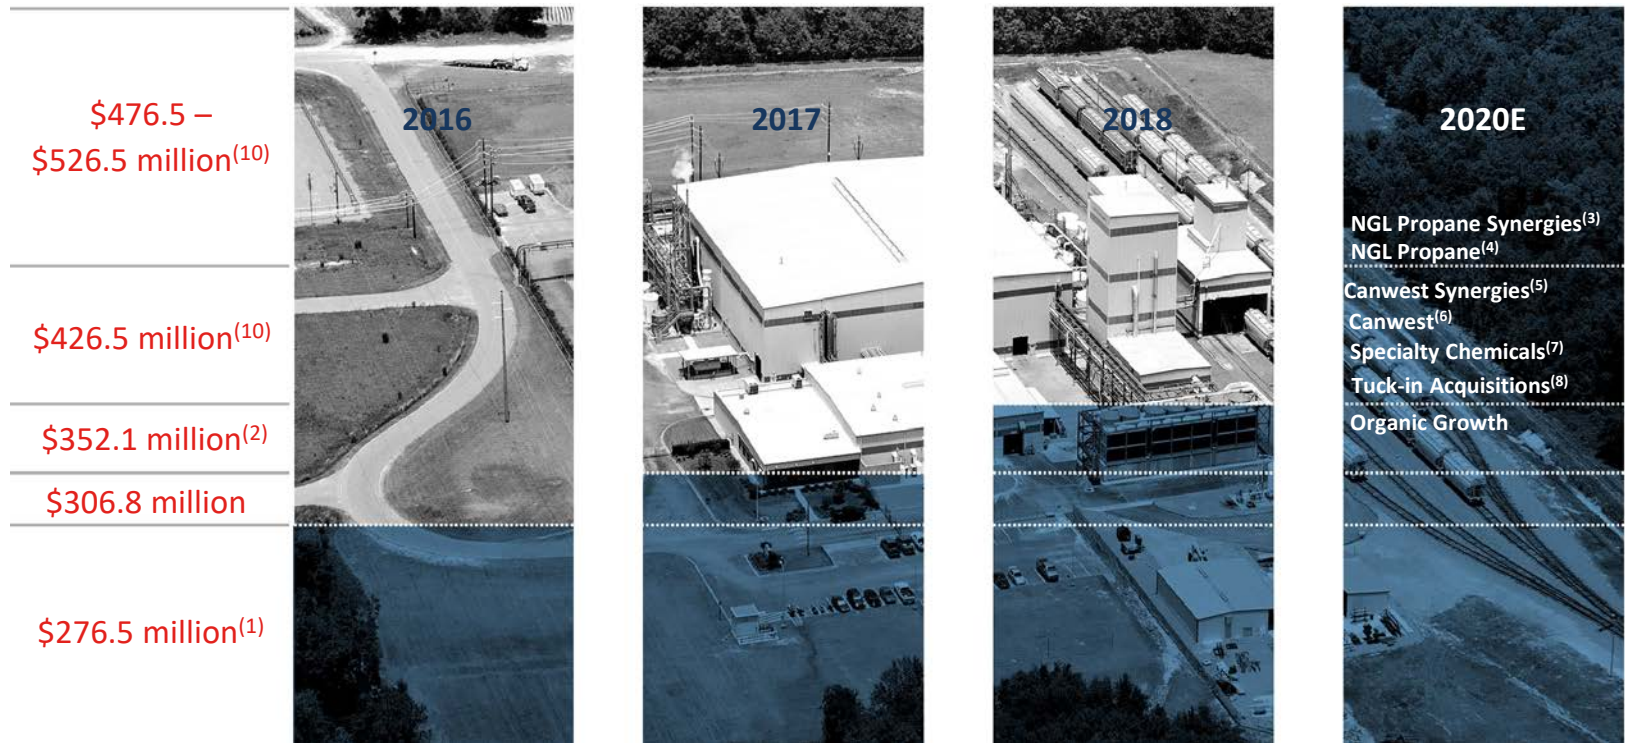 $476.5 –
$526.5 million(10)
$426.5 million(10)
$352.1 million(2)
$306.8 million
$276.5 million(1)
2016
2017
2018
2020E
NGL Propane Synergies(3)
NGL Propane(4)
Canwest Synergies(5)
Canwest(6)
Specialty Chemicals(7)
Tuck-in Acquisitions(8)
Organic Growth